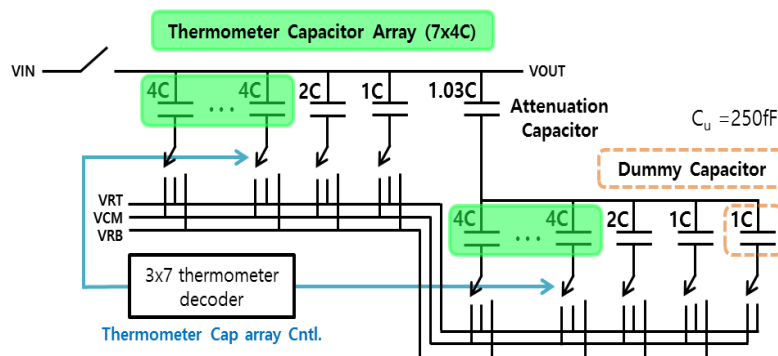 Thermometer Capacitor Array (7x4C)
VIN
VOUT
4C
...
4C
2C
1C
1.03C
Attenuation
Capacitor
Cu =250fF
Dummy Capacitor
VRT
VCM
VRB
4C
...
4C
2C
1C
1C
3x7 thermometer
decoder
Thermometer Cap array Cntl.